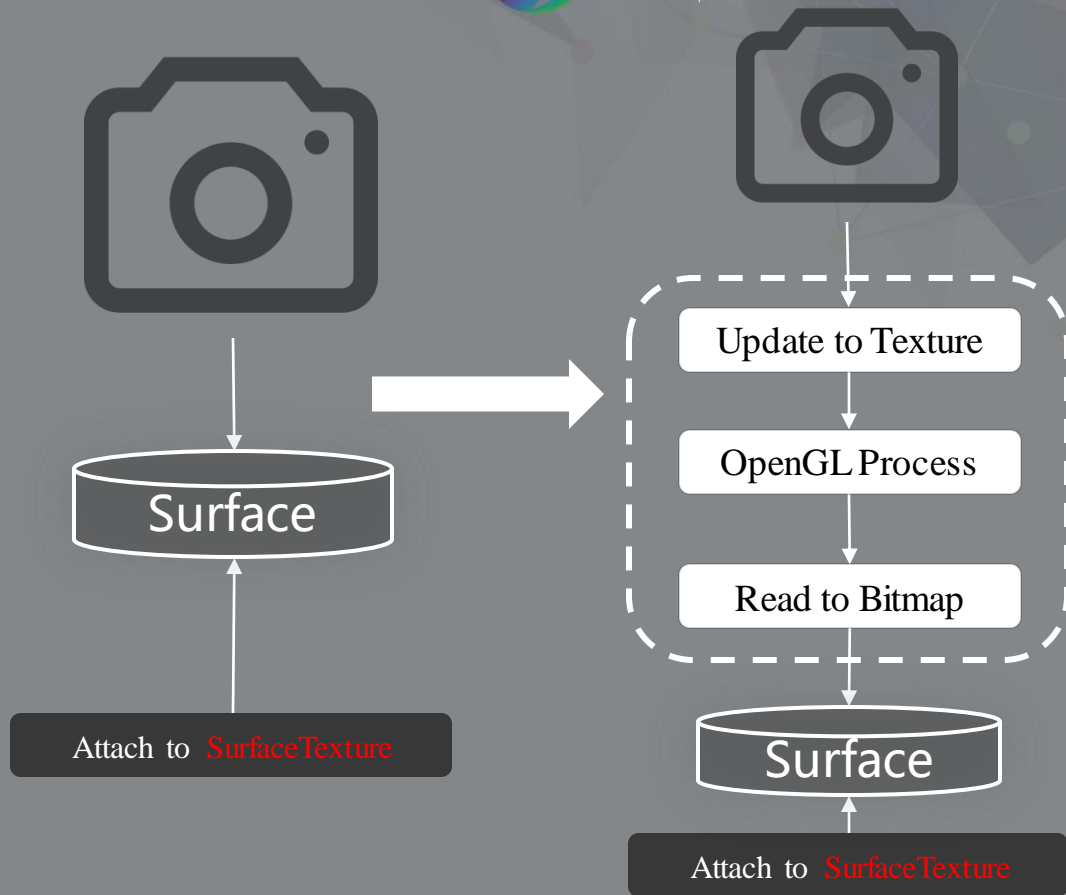 Surface
Attach to SurfaceTexture
Update to Texture
OpenGL Process
Read to Bitmap
Surface
Attach to SurfaceTexture